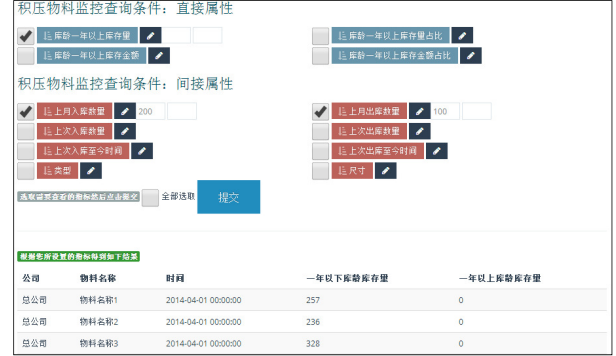 积压物料监控查询条件：直接属性
库龄一年以上库存量 库龄一年以上库存量占比
库龄一年以上库存金额 库龄一年以上库存金额占比
积压物料监控查询条件：间接属性
上月入库数量 200 上月出库数量 100
上次入库数量 上次出库数量
上次入库至今时间 上次出库至今时间
类型 尺寸
选取需要查看的指标然后点击提交 全部选取 提交
根据您所设置的指标得到如下结果
公司 物料名称 时间 一年以下库龄库存量 一年以上库龄库存量
总公司 物料名称1 2014-04-01 00:00:00 257 0
总公司 物料名称2 2014-04-01 00:00:00 236 0
总公司 物料名称3 2014-04-01 00:00:00 328 0